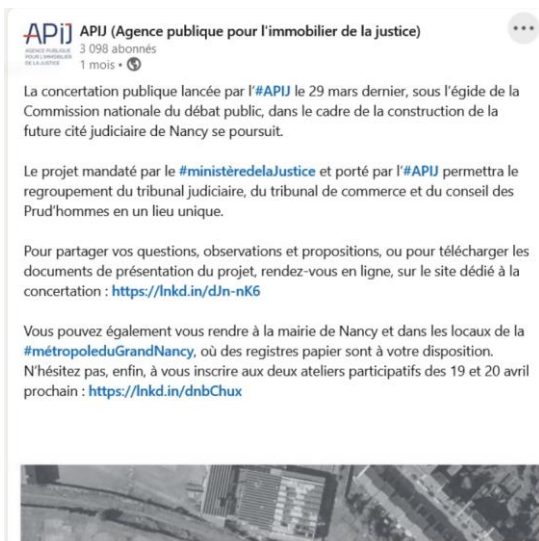 APIJ
AGENCE PUBLIQUE
POUR L'IMMOBILIER
DE LA JUSTICE
APIJ (Agence publique pour l'immobilier de la justice)
3 098 abonnés
1 mois •
La concertation publique lancée par l'#APIJ le 29 mars dernier, sous l'égide de la
Commission nationale du débat public, dans le cadre de la construction de la
future cité judiciaire de Nancy se poursuit.
Le projet mandaté par le #ministèredelaJustice et porté par l'#APIJ permettra le
regroupement du tribunal judiciaire, du tribunal de commerce et du conseil des
Prud'hommes en un lieu unique.
Pour partager vos questions, observations et propositions, ou pour télécharger les
documents de présentation du projet, rendez-vous en ligne, sur le site dédié à la
concertation : https://lnkd.in/dJn-nK6
Vous pouvez également vous rendre à la mairie de Nancy et dans les locaux de la
#métropoleduGrandNancy, où des registres papier sont à votre disposition.
N'hésitez pas, enfin, à vous inscrire aux deux ateliers participatifs des 19 et 20 avril
prochain : https://lnkd.in/dnbChux